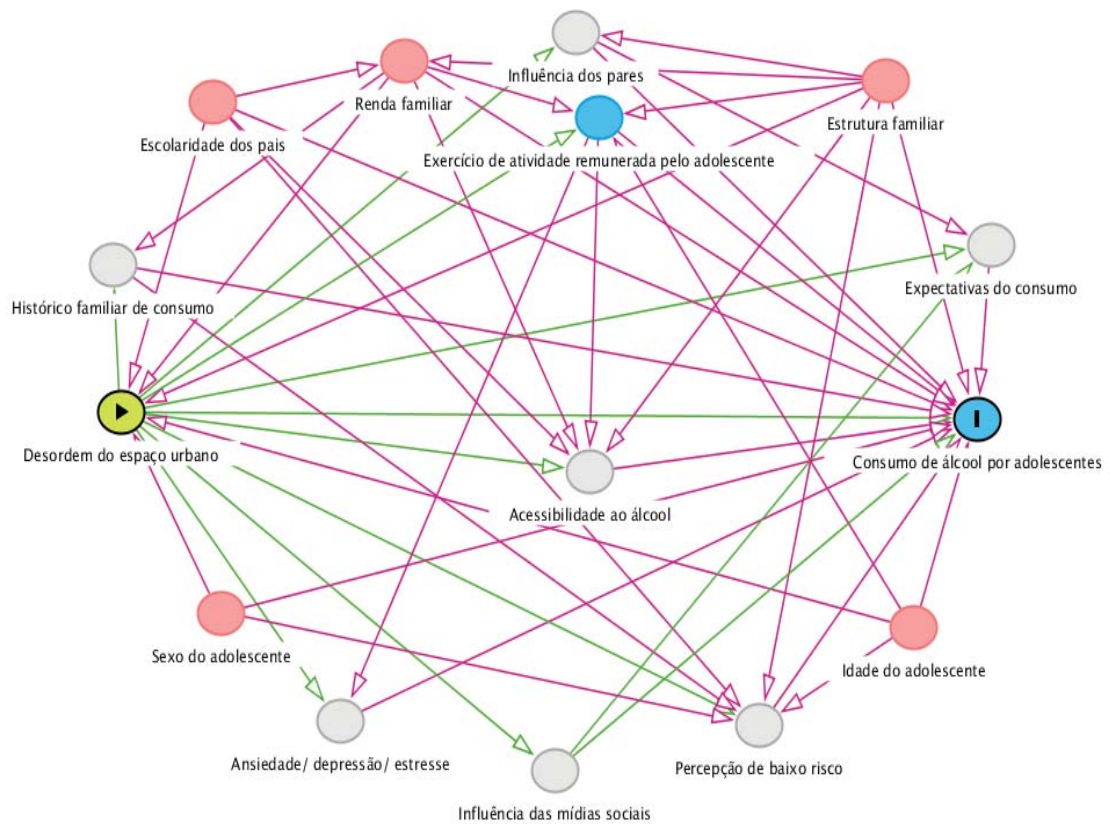 Influência dos pares
Renda familiar
Estrutura familiar
Escolaridade dos pais
Exercício de atividade remunerada pelo adolescente
Expectativas do consumo
Histórico familiar de consumo
Desordem do espaço urbano
Consumo de álcool por adolescentes
Acessibilidade ao álcool
Sexo do adolescente
Idade do adolescente
Ansiedade/ depressão/ estresse
Percepção de baixo risco
Influência das mídias sociais